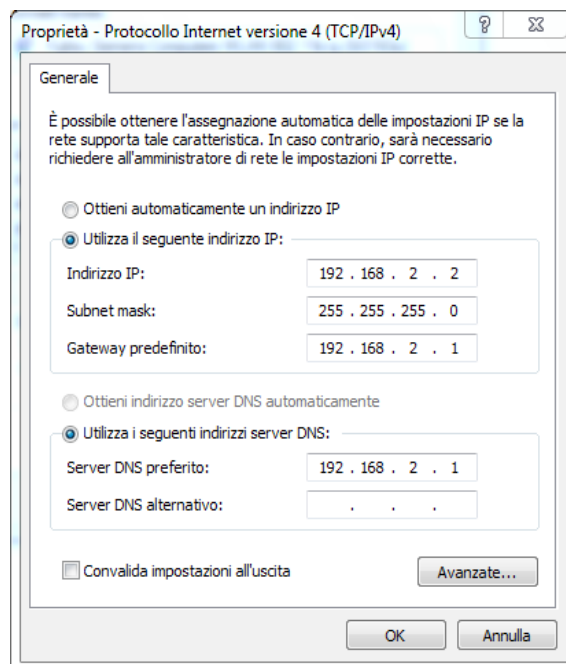 Proprietà - Protocollo Internet versione 4 (TCP/IPv4)
Generale
È possibile ottenere l'assegnazione automatica delle impostazioni IP se la
rete supporta tale caratteristica. In caso contrario, sarà necessario
richiedere all'amministratore di rete le impostazioni IP corrette.
Ottieni automaticamente un indirizzo IP
Utilizza il seguente indirizzo IP:
Indirizzo IP: 192 . 168 . 2 . 2
Subnet mask: 255 . 255 . 255 . 0
Gateway predefinito: 192 . 168 . 2 . 1
Ottieni indirizzo server DNS automaticamente
Utilizza i seguenti indirizzi server DNS:
Server DNS preferito: 192 . 168 . 2 . 1
Server DNS alternativo: . . .
Convalida impostazioni all'uscita
Avanzate...
OK Annulla